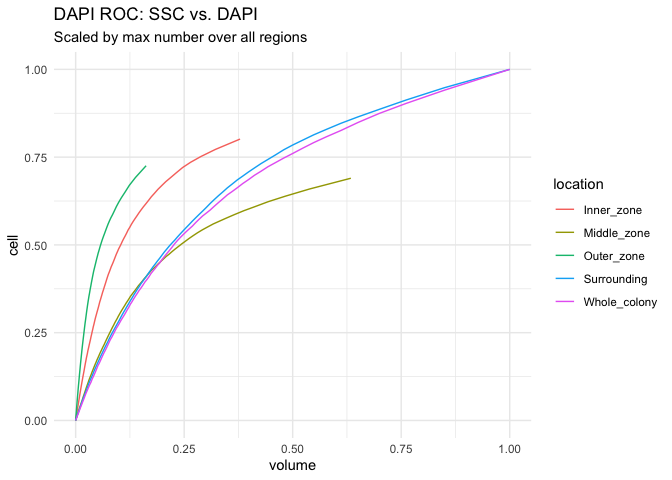 DAPI ROC: SSC vs. DAPI
Scaled by max number over all regions
1.00
0.75
0.50
0.25
0.00
cell
0.00 0.25 0.50 0.75 1.00
volume
location
Inner_zone
Middle_zone
Outer_zone
Surrounding
Whole_colony